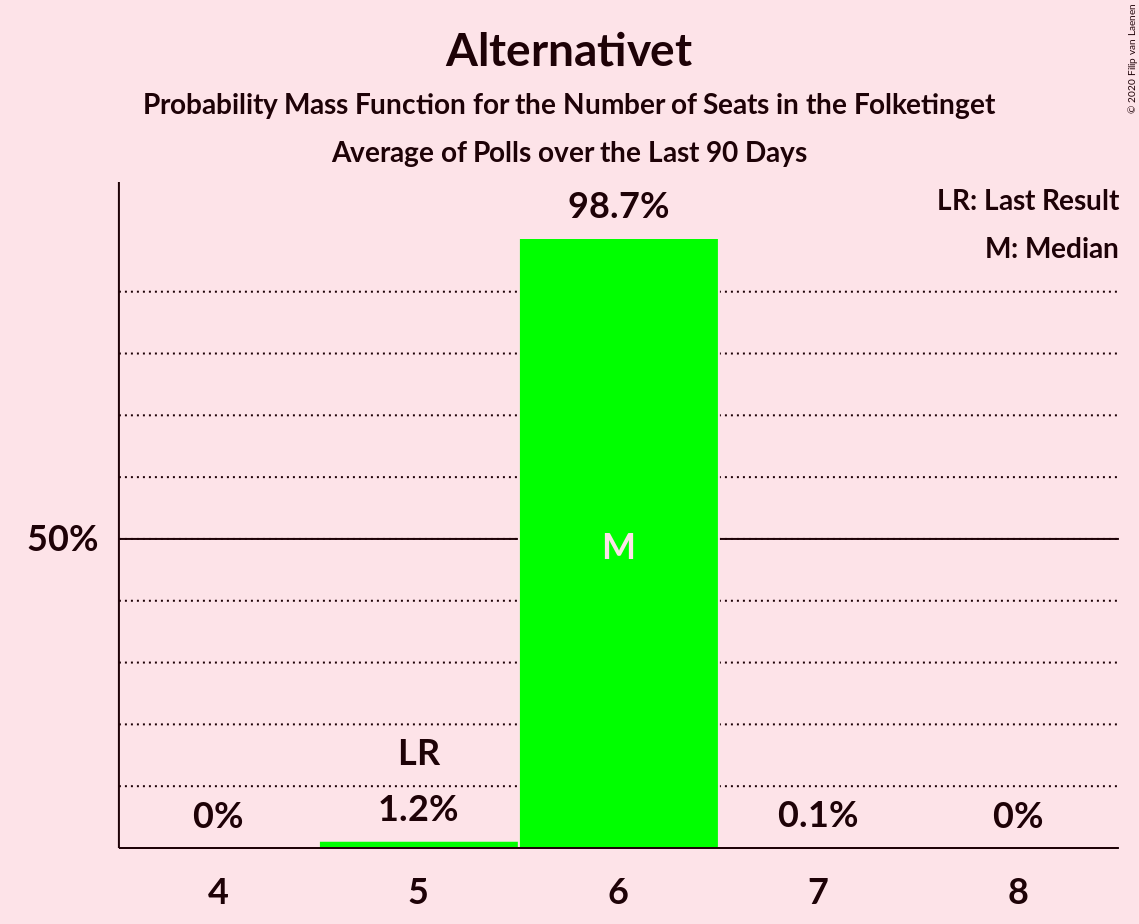 Alternativet
Probability Mass Function for the Number of Seats in the Folketinget
Average of Polls over the Last 90 Days
© 2020 Filip van Laenen
98.7%
LR: Last Result
M: Median
50%
M
LR
0%
1.2%
0.1%
0%
4
5
6
7
8